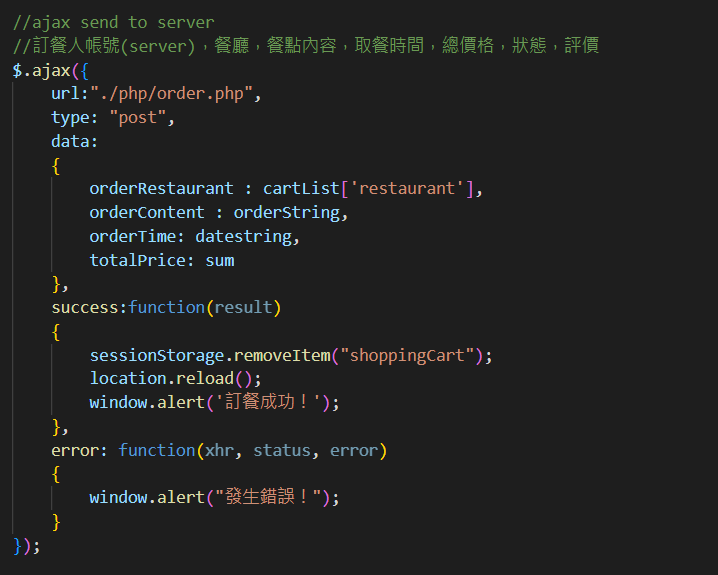 //ajax send to server
//訂餐人帳號(server)，餐廳，餐點內容，取餐時間，總價格，狀態，評價
$.ajax({
    url:"./php/order.php",
    type: "post",
    data:
    {
        orderRestaurant : cartList['restaurant'],
        orderContent : orderString,
        orderTime: datestring,
        totalPrice: sum
    },
    success:function(result)
    {
        sessionStorage.removeItem("shoppingCart");
        location.reload();
        window.alert('訂餐成功！');
    },
    error: function(xhr, status, error)
    {
        window.alert("發生錯誤！");
    }
});